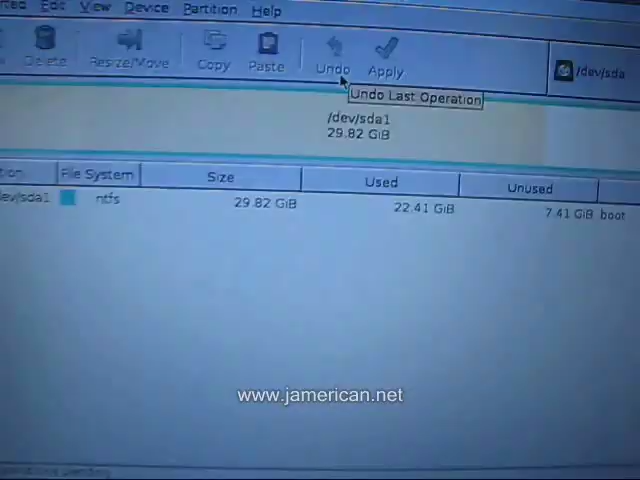 Edit View Device Partition Help
Delete Resize/Move Copy Paste Undo Apply
/dev/sda
Undo Last Operation
/dev/sda1
29.82 GiB
File System Size Used Unused
ntfs 29.82 GiB 22.41 GiB 7.41 GiB boot
www.jamerican.net